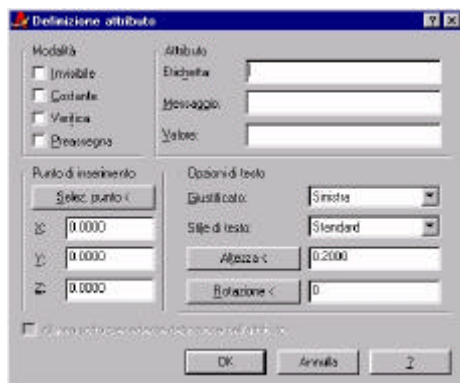 Definizione attributo
Modalità
Invisibile
Costante
Verifica
Preassegna
Attributo
Etichetta:
Messaggio:
Valore:
Punto di inserimento
Selez. punto <
X: 0.0000
Y: 0.0000
Z: 0.0000
Opzioni di testo
Giustificato: Sinistra
Stile di testo: Standard
Altezza < 0.2000
Rotazione < 0
OK Annulla ?